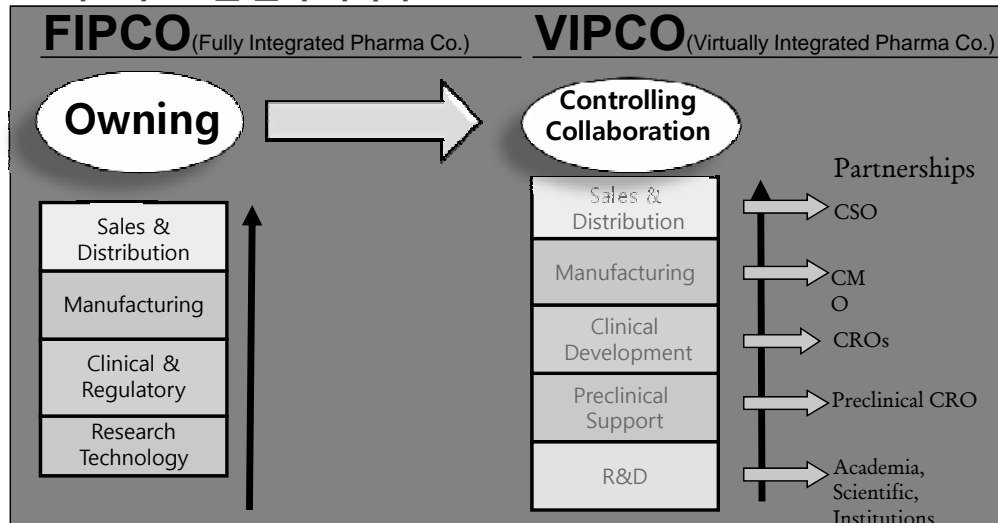 FIPCO(Fully Integrated Pharma Co.)
VIPCO(Virtually Integrated Pharma Co.)
Owning
Controlling
Collaboration
Sales &
Distribution
Manufacturing
Clinical &
Regulatory
Research
Technology
Sales &
Distribution
Manufacturing
Clinical
Development
Preclinical
Support
R&D
Partnerships
CSO
CM
O
CROs
Preclinical CRO
Academia,
Scientific,
Institutions